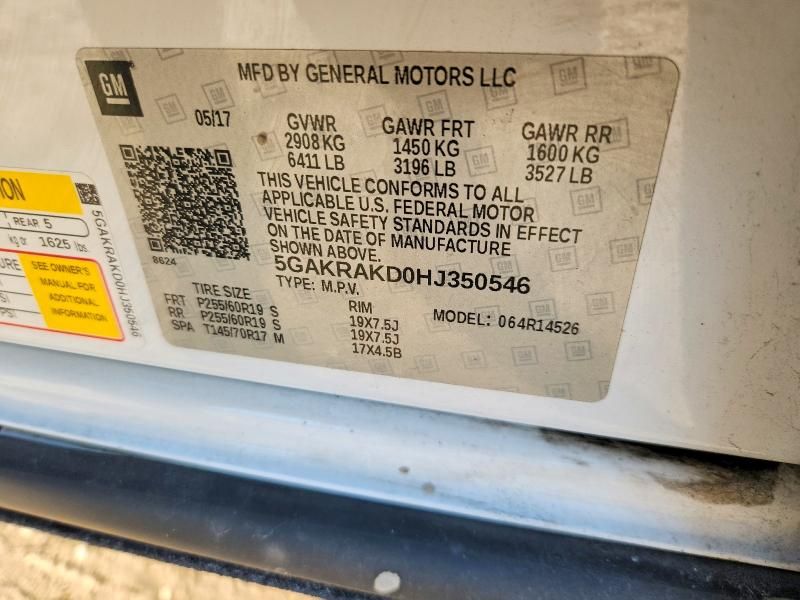 GM
MFD BY GENERAL MOTORS LLC
05/17
GVWR
2908 KG
6411 LB
GAWR FRT
1450 KG
3196 LB
GAWR RR
1600 KG
3527 LB
THIS VEHICLE CONFORMS TO ALL
APPLICABLE U.S. FEDERAL MOTOR
VEHICLE SAFETY STANDARDS IN EFFECT
ON THE DATE OF MANUFACTURE
SHOWN ABOVE.
8624
5GAKRAKD0HJ350546
TYPE: M.P.V.
MODEL: 064R14526
TIRE SIZE
RIM
FRT P255/60R19 S 19X7.5J
RR P255/60R19 S 19X7.5J
SPA T145/70R17 M 17X4.5B
REAR 5
kg or 1625 lbs.
SEE OWNER'S
MANUAL FOR
ADDITIONAL
INFORMATION
5GAKRAKD0HJ350546